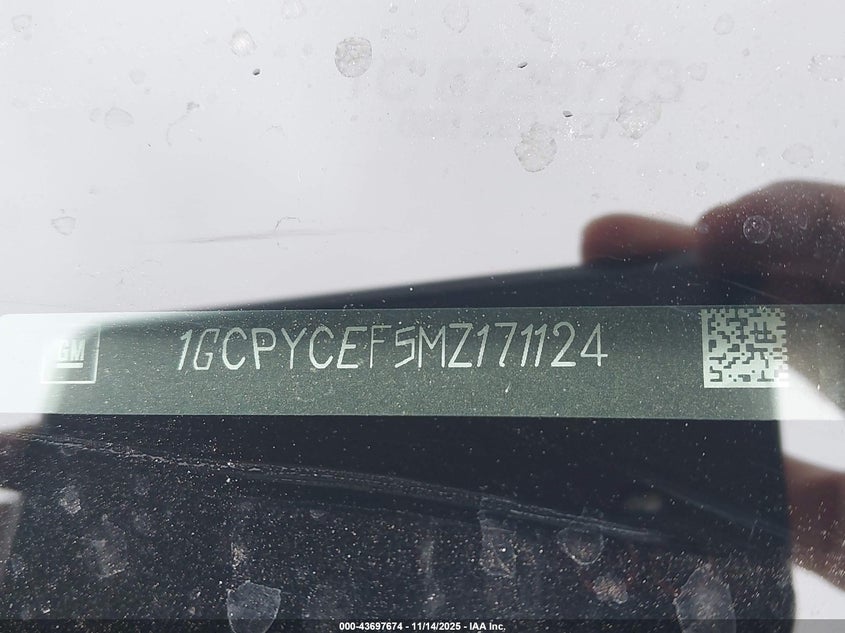 GM
1GCPYCEF5MZ171124
000-43697674 - 11/14/2025 - IAA Inc.